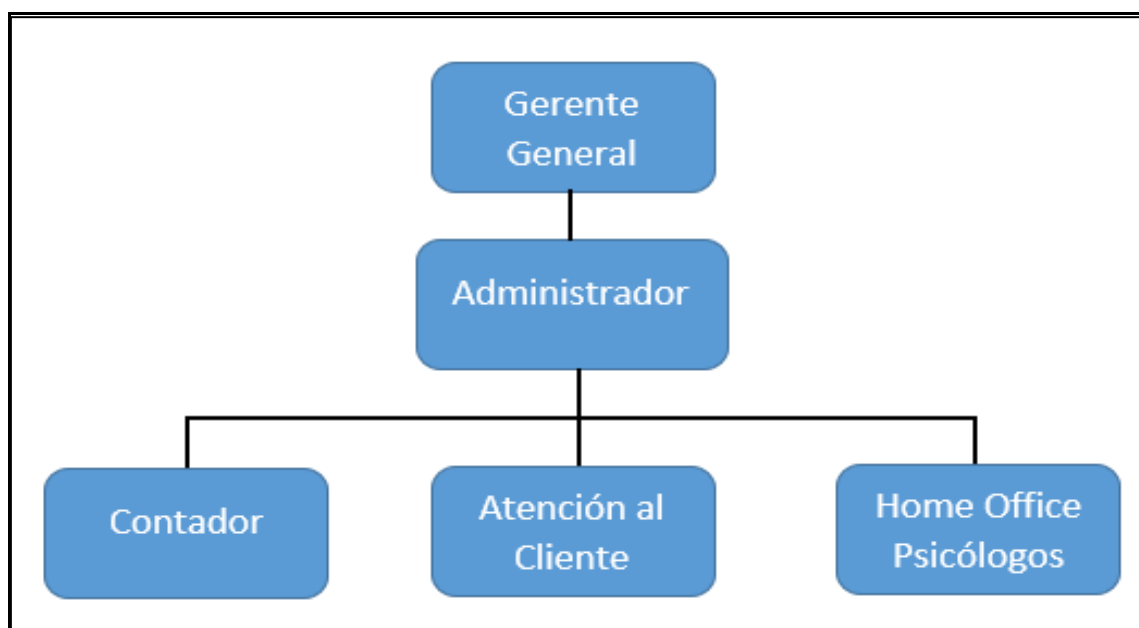 Gerente
General
Administrador
Contador
Atención al
Cliente
Home Office
Psicólogos